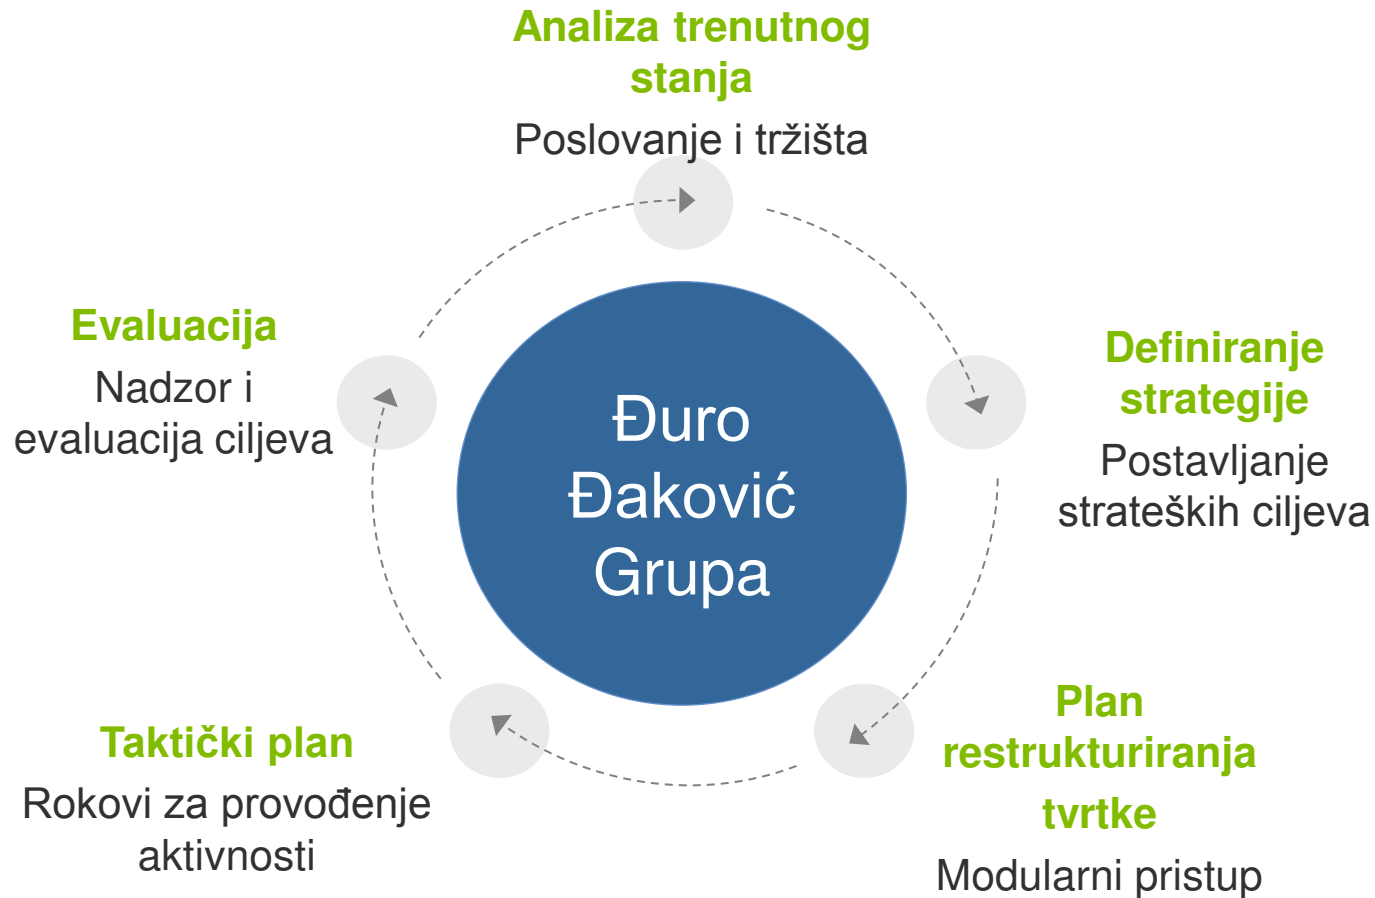 Analiza trenutnog
stanja
Poslovanje i tržišta
Definiranje
strategije
Postavljanje
strateških ciljeva
Plan
restrukturiranja
tvrtke
Modularni pristup
Taktički plan
Rokovi za provođenje
aktivnosti
Evaluacija
Nadzor i
evaluacija ciljeva
Đuro
Đaković
Grupa